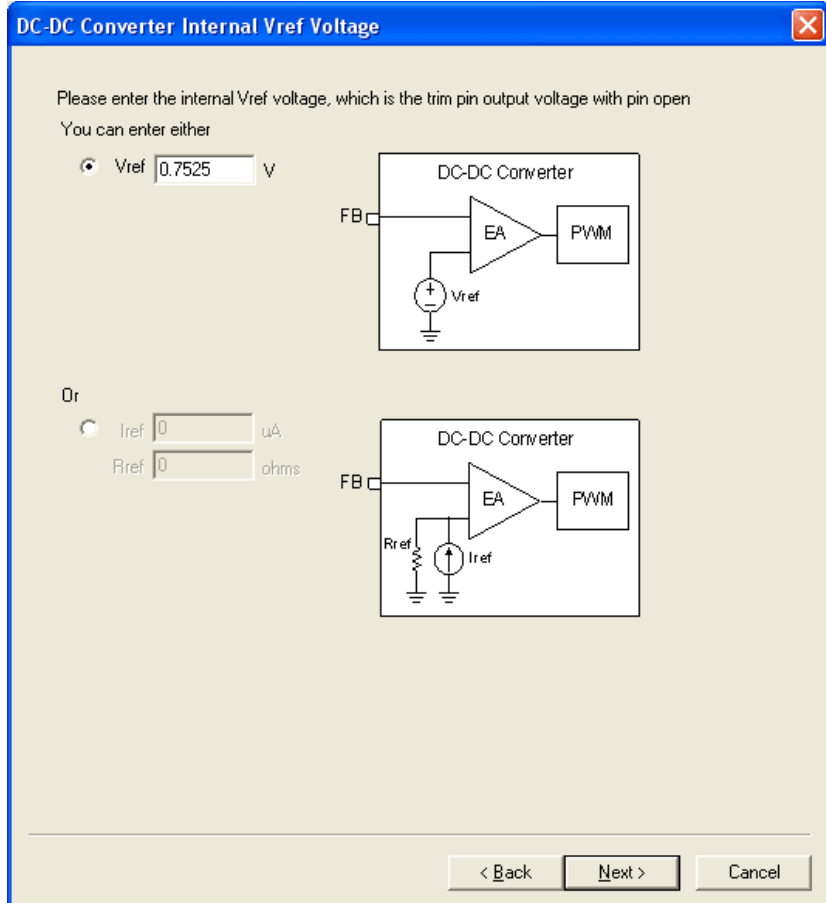 DC-DC Converter Internal Vref Voltage
Please enter the internal Vref voltage, which is the trim pin output voltage with pin open
You can enter either
Vref 0.7525 V
DC-DC Converter
FB
EA
PWM
+
−
Vref
Or
Iref 0 uA
Rref 0 ohms
DC-DC Converter
FB
EA
PWM
Rref
Iref
< Back
Next >
Cancel